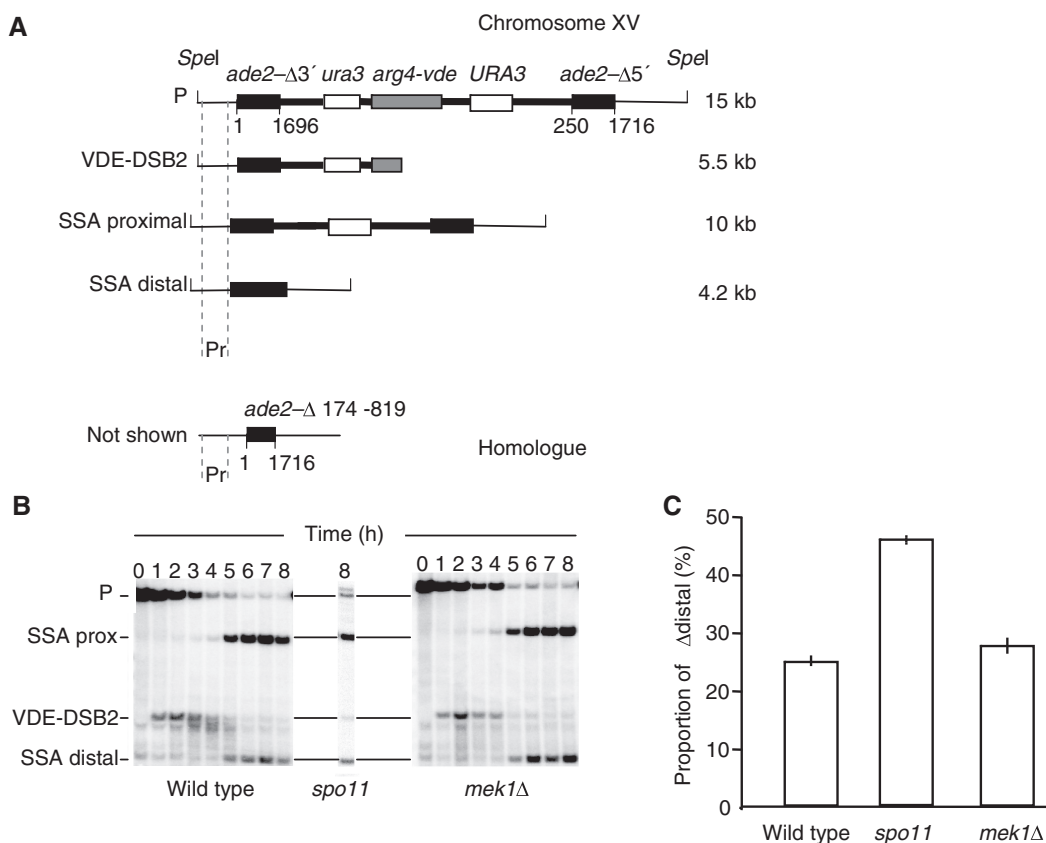 A
Chromosome XV
SpeI
ade2–Δ3´ ura3 arg4-vde URA3 ade2–Δ5´
SpeI
P
15 kb
1 1696 250 1716
VDE-DSB2
5.5 kb
SSA proximal
10 kb
SSA distal
4.2 kb
Pr
ade2–Δ 174 -819
Not shown
Homologue
Pr 1 1716
B
Time (h)
0 1 2 3 4 5 6 7 8
8
0 1 2 3 4 5 6 7 8
P
SSA prox
VDE-DSB2
SSA distal
Wild type
spo11
mek1Δ
C
Proportion of Δdistal (%)
50
40
30
20
10
0
Wild type
spo11
mek1Δ